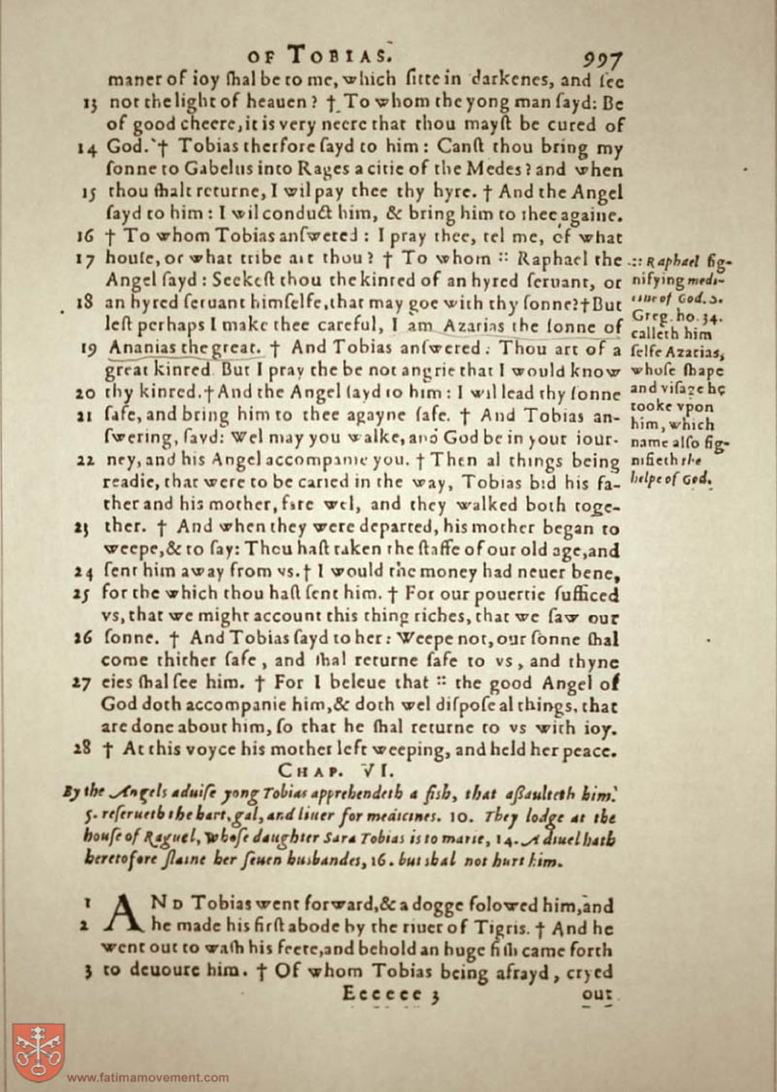 OF TOBIAS. 997
maner of ioy ſhal be to me, which ſitte in darkenes, and ſee
13 not the light of heauen? † To whom the yong man ſayd: Be
of good cheere, it is very neere that thou mayſt be cured of
14 God. † Tobias therfore ſayd to him: Canſt thou bring my
ſonne to Gabelus into Rages a citie of the Medes? and when
15 thou ſhalt returne, I wil pay thee thy hyre. † And the Angel
ſayd to him: I wil conduct him, & bring him to thee againe.
16 † To whom Tobias anſwered: I pray thee, tel me, of what
17 houſe, or what tribe art thou? † To whom :: Raphael the
Angel ſayd: Seekeſt thou the kinred of an hyred ſeruant, or
18 an hyred ſeruant himſelfe, that may goe with thy ſonne? † But
leſt perhaps I make thee careful, I am Azarias the ſonne of
19 Ananias the great. † And Tobias anſwered: Thou art of a
great kinred. But I pray the be not angrie that I would know
20 thy kinred. † And the Angel ſayd to him: I wil lead thy ſonne
21 ſafe, and bring him to thee agayne ſafe. † And Tobias an-
ſwering, ſayd: Wel may you walke, and God be in your iour-
22 ney, and his Angel accompanie you. † Then al things being
readie, that were to be caried in the way, Tobias bid his fa-
ther and his mother, fare wel, and they walked both toge-
23 ther. † And when they were departed, his mother began to
weepe, & to ſay: Thou haſt taken the ſtaffe of our old age, and
24 ſent him away from vs. † I would the money had neuer bene,
25 for the which thou haſt ſent him. † For our pouertie ſufficed
vs, that we might account this thing riches, that we ſaw our
26 ſonne. † And Tobias ſayd to her: Weepe not, our ſonne ſhal
come thither ſafe, and ſhal returne ſafe to vs, and thyne
27 eies ſhal ſee him. † For I beleue that :: the good Angel of
God doth accompanie him, & doth wel diſpoſe al things, that
are done about him, ſo that he ſhal returne to vs with ioy.
28 † At this voyce his mother left weeping, and held her peace.
:: Raphael ſig-
nifying medi-
cine of God. S.
Greg. ho. 34.
calleth him
ſelfe Azarias,
whoſe ſhape
and viſage he
tooke vpon
him, which
name alſo ſig-
nifieth the
helpe of God.
CHAP. VI.
By the Angels aduiſe yong Tobias apprehendeth a fiſh, that aſſaulteth him.
5. reſerueth the hart, gal, and liuer for medicines. 10. They lodge at the
houſe of Raguel, whoſe daughter Sara Tobias is to marie, 14. A diuel hath
heretofore ſlaine her ſeuen husbandes, 16. but shal not hurt him.
1 AND Tobias went forward, & a dogge folowed him, and
2 he made his firſt abode by the riuer of Tigris. † And he
went out to waſh his feete, and behold an huge fiſh came forth
3 to deuoure him. † Of whom Tobias being afrayd, cryed
Eeeeee 3 out
www.fatimamovement.com